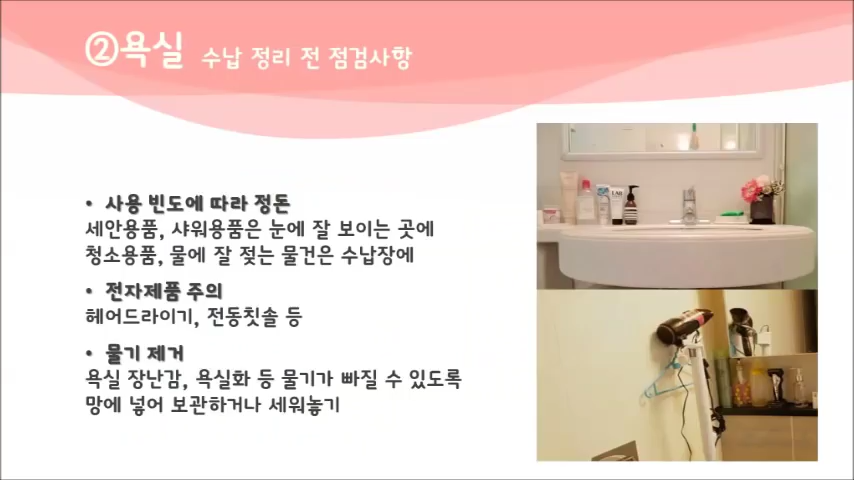 ②욕실 수납 정리 전 점검사항
• 사용 빈도에 따라 정돈
세안용품, 샤워용품은 눈에 잘 보이는 곳에
청소용품, 물에 잘 젖는 물건은 수납장에
• 전자제품 주의
헤어드라이기, 전동칫솔 등
• 물기 제거
욕실 장난감, 욕실화 등 물기가 빠질 수 있도록
망에 넣어 보관하거나 세워놓기
LAB